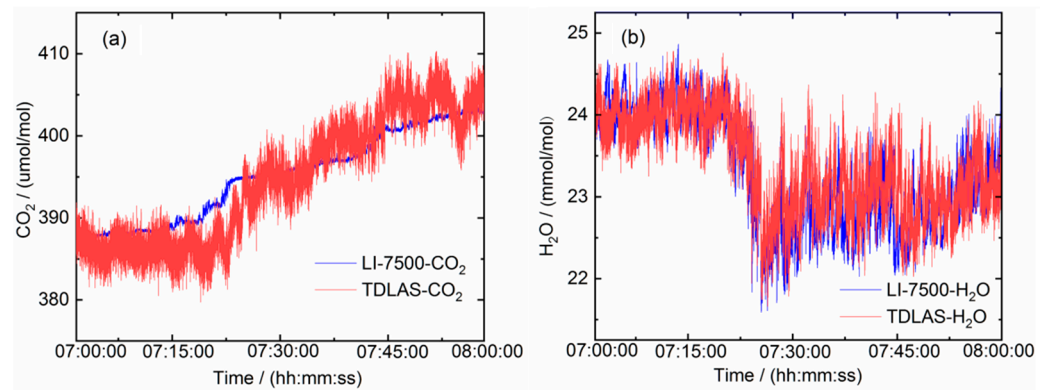 (a)
410
400
390
380
CO₂ / (umol/mol)
LI-7500-CO₂
TDLAS-CO₂
07:00:00 07:15:00 07:30:00 07:45:00 08:00:00
Time / (hh:mm:ss)
(b)
25
24
23
22
H₂O / (mmol/mol)
LI-7500-H₂O
TDLAS-H₂O
07:00:00 07:15:00 07:30:00 07:45:00 08:00:00
Time / (hh:mm:ss)